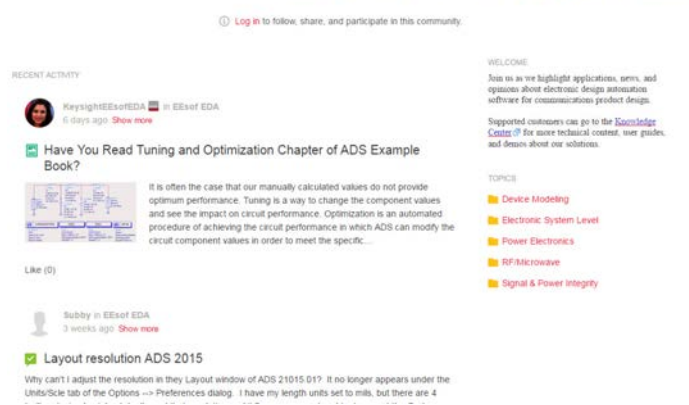 Log in to follow, share, and participate in this community.
RECENT ACTIVITY
KeysightEEsofEDA in EEsof EDA
6 days ago Show more
Have You Read Tuning and Optimization Chapter of ADS Example
Book?
It is often the case that our manually calculated values do not provide
optimum performance. Tuning is a way to change the component values
and see the impact on circuit performance. Optimization is an automated
procedure of achieving the circuit performance in which ADS can modify the
circuit component values in order to meet the specific...
Like (0)
Subby in EEsof EDA
3 weeks ago Show more
Layout resolution ADS 2015
Why can't I adjust the resolution in they Layout window of ADS 21015.01? It no longer appears under the
Units/Scle tab of the Options --> Preferences dialog. I have my length units set to mils, but there are 4
WELCOME
Join us as we highlight applications, news, and
opinions about electronic design automation
software for communications product design.
Supported customers can go to the Knowledge
Center for more technical content, user guides,
and demos about our solutions.
TOPICS
Device Modeling
Electronic System Level
Power Electronics
RF/Microwave
Signal & Power Integrity